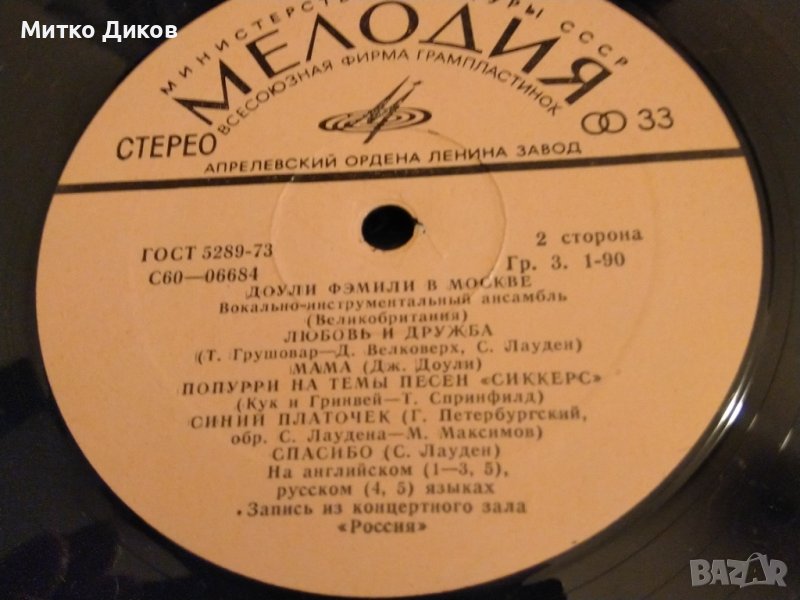 Митко Диков
МИНИСТЕРСТВО УРЫ СССР
МЕЛОДИЯ
ВСЕСОЮЗНАЯ ФИРМА ГРАМПЛАСТИНОК
СТЕРЕО
33
АПРЕЛЕВСКИЙ ОРДЕНА ЛЕНИНА ЗАВОД
ГОСТ 5289-73
2 сторона
С60—06684
Гр. 3. 1-90
ДОУЛИ ФЭМИЛИ В МОСКВЕ
Вокально-инструментальный ансамбль
(Великобритания)
ЛЮБОВЬ И ДРУЖБА
(Т. Грушовар—Д. Велковерх, С. Лауден)
МАМА (Дж. Доули)
ПОПУРРИ НА ТЕМЫ ПЕСЕН «СИККЕРС»
(Кук и Гринвей—Т. Спринфилд)
СИНИЙ ПЛАТОЧЕК (Г. Петербургский,
обр. С. Лаудена—М. Максимов)
СПАСИБО (С. Лауден)
На английском (1—3, 5),
русском (4, 5) языках
Запись из концертного зала
«Россия»
BAZAR